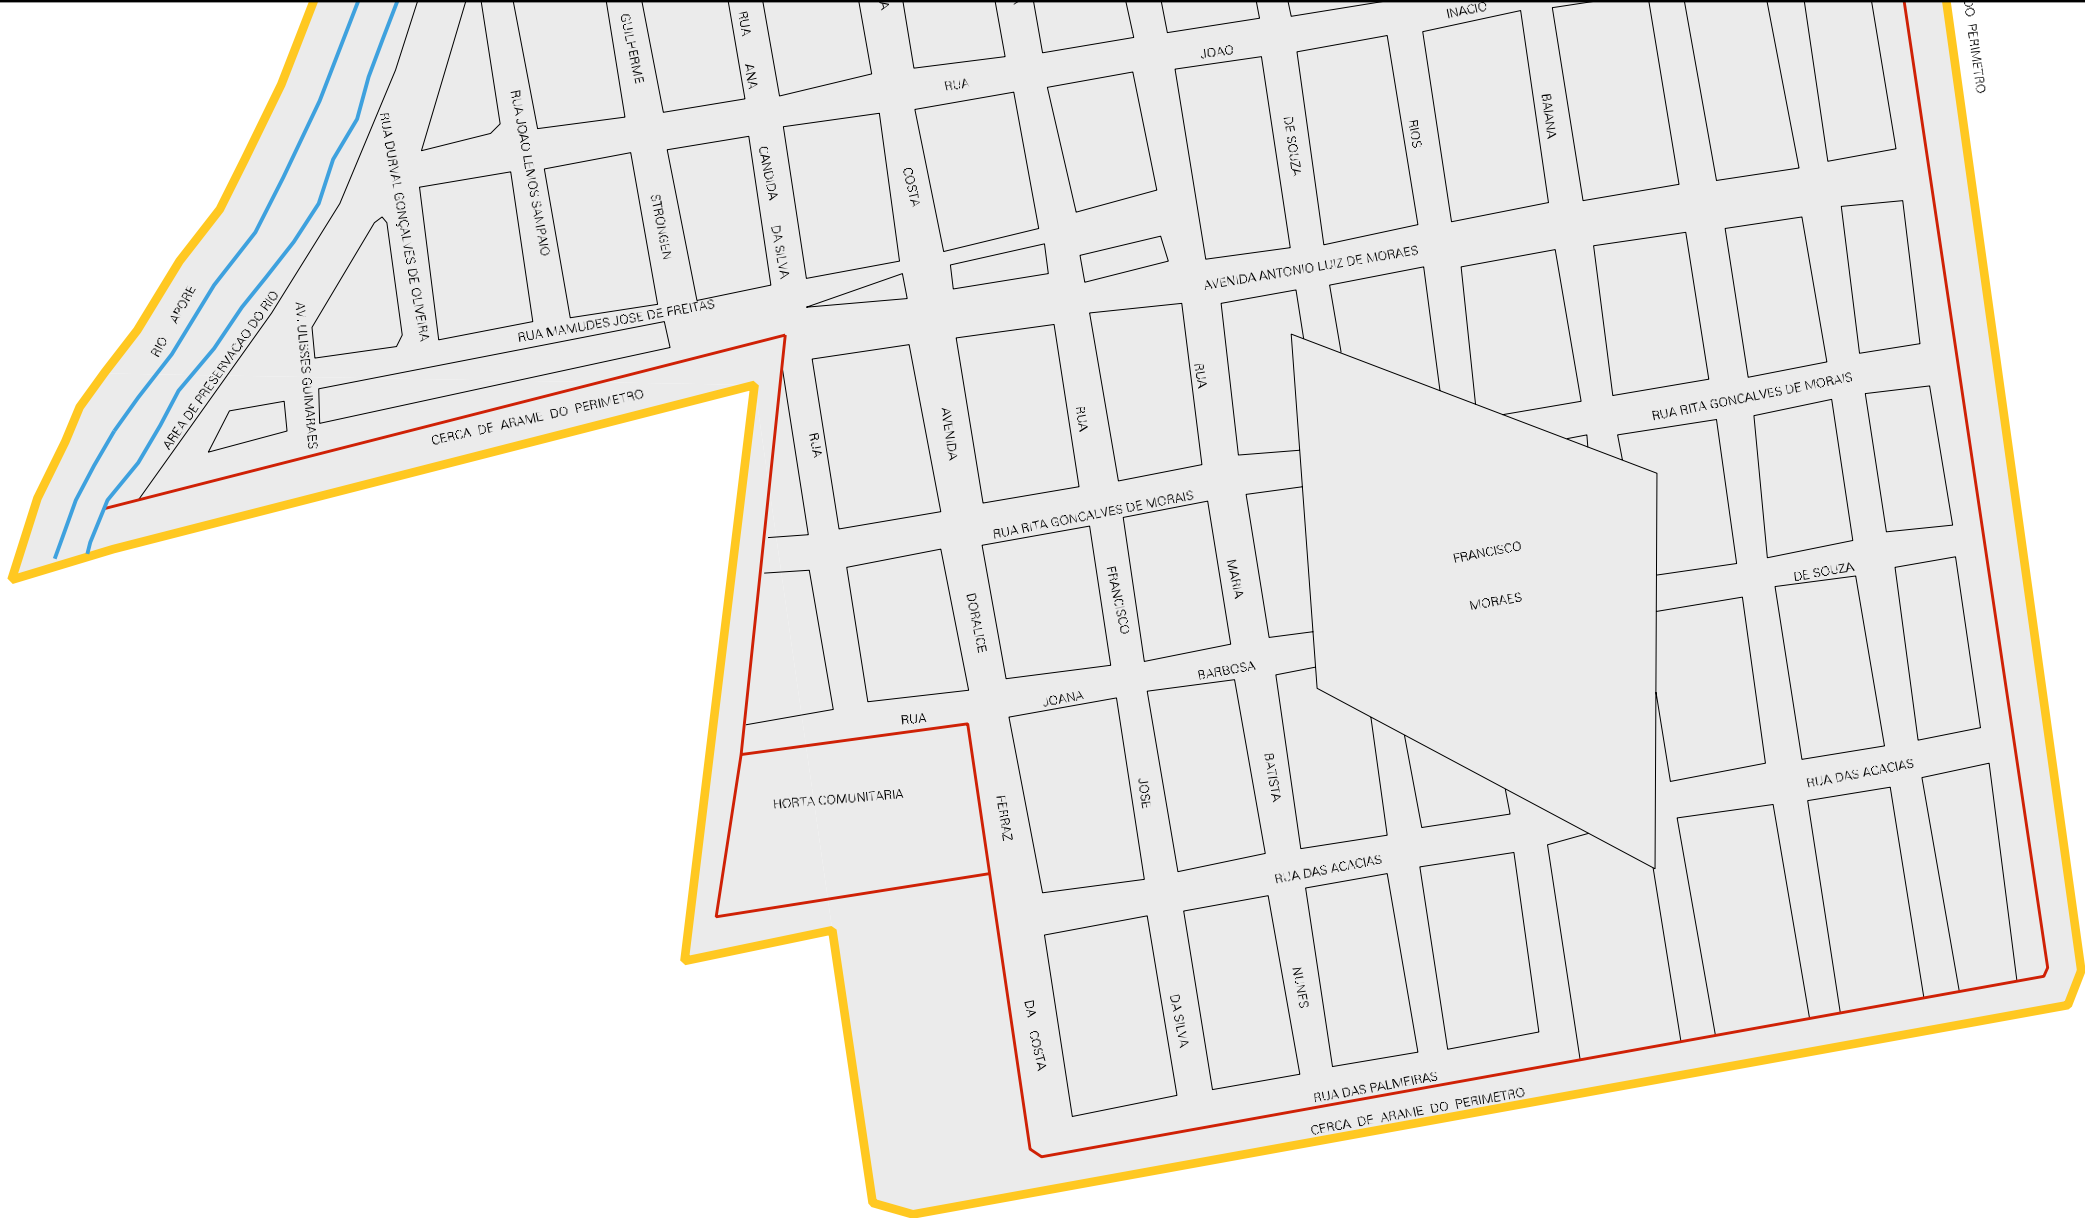 INACIO
DO PERIMETRO
GUILHERME
RUA
ANA
JOAO
RUA
RUA JOAO LEMOS SAMPAIO
RUA DURVAL GONÇALVES DE OLIVEIRA
DE SOUZA
RIOS
BAIANA
CANDIDA
COSTA
STRONGEN
DA SILVA
AVENIDA ANTONIO LUIZ DE MORAES
RIO APORE
AREA DE PRESERVACAO DO RIO
AV. ULISSES GUIMARAES
RUA MAMUDES JOSE DE FREITAS
CERCA DE ARAME DO PERIMETRO
RUA
AVENIDA
RUA
RUA
RUA RITA GONCALVES DE MORAIS
RUA RITA GONCALVES DE MORAIS
FRANCISCO
MORAES
DE SOUZA
DORALICE
FRANCISCO
MARIA
BARBOSA
JOANA
RUA
HORTA COMUNITARIA
FERRAZ
JOSE
BATISTA
RUA DAS ACACIAS
RUA DAS ACACIAS
DA COSTA
DA SILVA
NUNES
RUA DAS PALMEIRAS
CERCA DE ARAME DO PERIMETRO